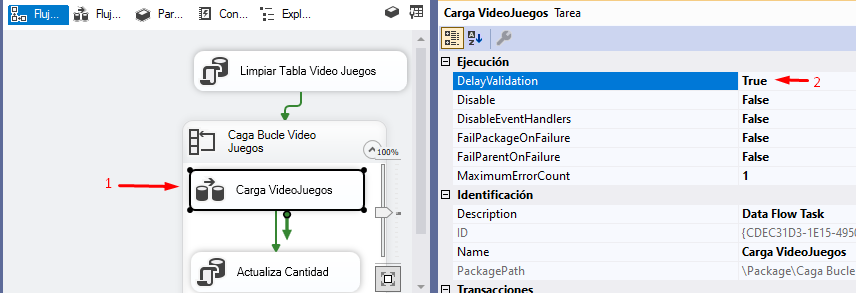 Fluj...
Fluj...
Par...
Con...
Explo...
Limpiar Tabla Video Juegos
Caga Bucle Video
Juegos
100%
1
Carga VideoJuegos
Actualiza Cantidad
Carga VideoJuegos Tarea
Ejecución
DelayValidation True
2
Disable False
DisableEventHandlers False
FailPackageOnFailure False
FailParentOnFailure False
MaximumErrorCount 1
Identificación
Description Data Flow Task
ID {CDEC31D3-1E15-4950
Name Carga VideoJuegos
PackagePath \Package\Caga Bucle
Transacciones